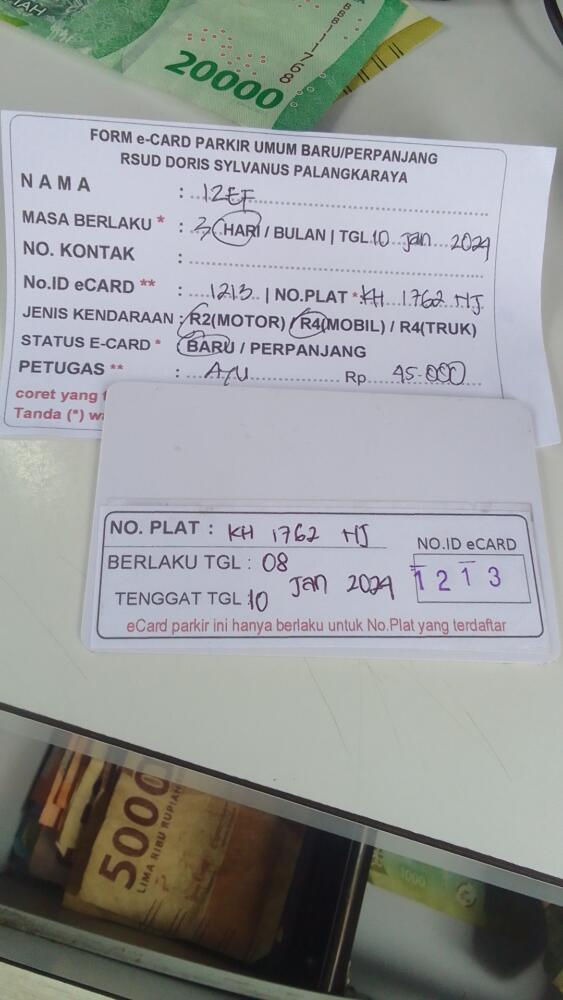 20000
FORM e-CARD PARKIR UMUM BARU/PERPANJANG
RSUD DORIS SYLVANUS PALANGKARAYA
NAMA : IZEF
MASA BERLAKU * : 3 HARI / BULAN | TGL 10 Jan 2024
NO. KONTAK :
No.ID eCARD ** : 1213 | NO.PLAT * KH 1762 HJ
JENIS KENDARAAN : R2(MOTOR) / R4(MOBIL) / R4(TRUK)
STATUS E-CARD * : BARU / PERPANJANG
PETUGAS ** : AYU Rp 45.000
coret yang
Tanda (*)
NO. PLAT : KH 1762 HJ
BERLAKU TGL : 08
NO.ID eCARD
1213
TENGGAT TGL 10 Jan 2024
eCard parkir ini hanya berlaku untuk No.Plat yang terdaftar
5000
LIMA RIBU RUPIAH
1000